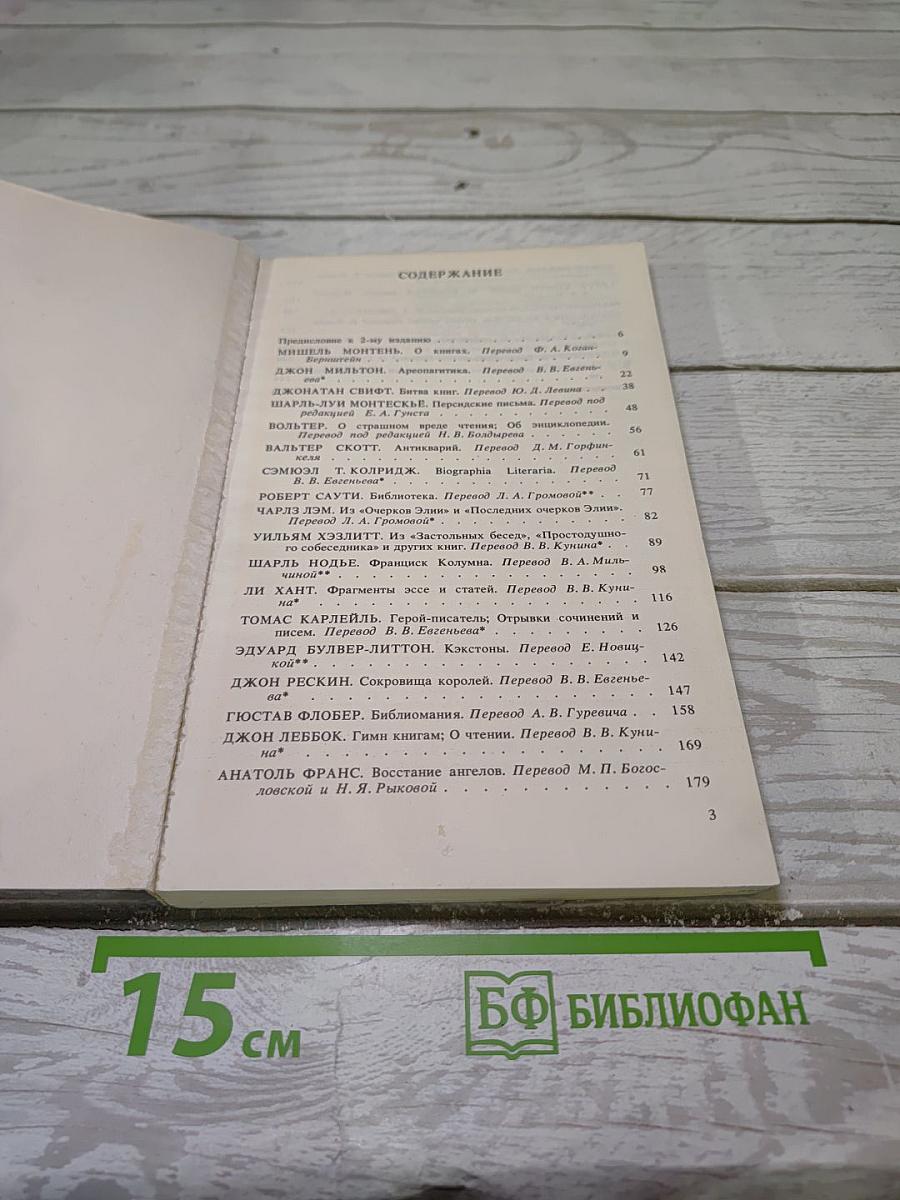 СОДЕРЖАНИЕ
Предисловие к 2-му изданию . . . . . . . . . . . . 6
МИШЕЛЬ МОНТЕНЬ. О книгах. Перевод Ф. А. Коган-
Бернштейн . . . . . . . . . . . . . . . . . . 9
ДЖОН МИЛЬТОН. Ареопагитика. Перевод В. В. Евгень-
ева* . . . . . . . . . . . . . . . . . . . . 22
ДЖОНАТАН СВИФТ. Битва книг. Перевод Ю. Д. Левина . . 38
ШАРЛЬ-ЛУИ МОНТЕСКЬЁ. Персидские письма. Перевод под
редакцией Е. А. Гунста . . . . . . . . . . . . 48
ВОЛЬТЕР. О страшном вреде чтения; Об энциклопедии.
Перевод под редакцией Н. В. Болдырева . . . . . . 56
ВАЛЬТЕР СКОТТ. Антикварий. Перевод Д. М. Горфин-
келя . . . . . . . . . . . . . . . . . . . . 61
СЭМЮЭЛ Т. КОЛРИДЖ. Biographia Literaria. Перевод
В. В. Евгеньева* . . . . . . . . . . . . . . . 71
РОБЕРТ САУТИ. Библиотека. Перевод Л. А. Громовой** . . 77
ЧАРЛЗ ЛЭМ. Из «Очерков Элии» и «Последних очерков Элии».
Перевод Л. А. Громовой* . . . . . . . . . . . . 82
УИЛЬЯМ ХЭЗЛИТТ. Из «Застольных бесед», «Простодушно-
го собеседника» и других книг. Перевод В. В. Кунина* . . 89
ШАРЛЬ НОДЬЕ. Франциск Колумна. Перевод В. А. Миль-
чиной** . . . . . . . . . . . . . . . . . . . 98
ЛИ ХАНТ. Фрагменты эссе и статей. Перевод В. В. Куни-
на* . . . . . . . . . . . . . . . . . . . . 116
ТОМАС КАРЛЕЙЛЬ. Герой-писатель; Отрывки сочинений и
писем. Перевод В. В. Евгеньева* . . . . . . . . . 126
ЭДУАРД БУЛВЕР-ЛИТТОН. Кэкстоны. Перевод Е. Новиц-
кой** . . . . . . . . . . . . . . . . . . . . 142
ДЖОН РЕСКИН. Сокровища королей. Перевод В. В. Евгенье-
ва* . . . . . . . . . . . . . . . . . . . . 147
ГЮСТАВ ФЛОБЕР. Библиомания. Перевод А. В. Гуревича . . 158
ДЖОН ЛЕББОК. Гимн книгам; О чтении. Перевод В. В. Куни-
на* . . . . . . . . . . . . . . . . . . . . 169
АНАТОЛЬ ФРАНС. Восстание ангелов. Перевод М. П. Богос-
ловской и Н. Я. Рыковой . . . . . . . . . . . . 179
3
15 см
БФ БИБЛИОФАН